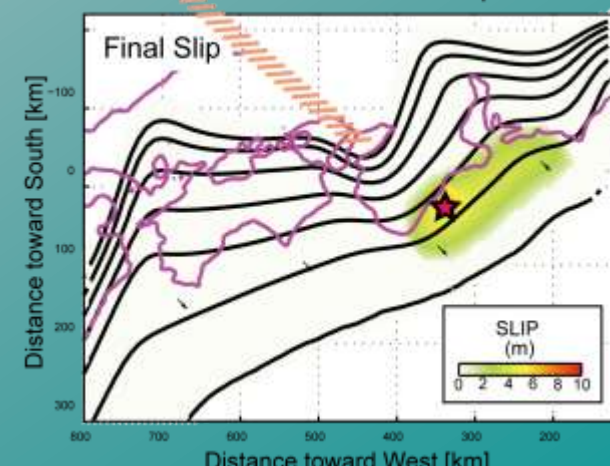 Final Slip
Distance toward South [km]
-100
0
100
200
300
SLIP
(m)
0 2 4 6 8 10
800 700 600 500 400 300 200
Distance toward West [km]